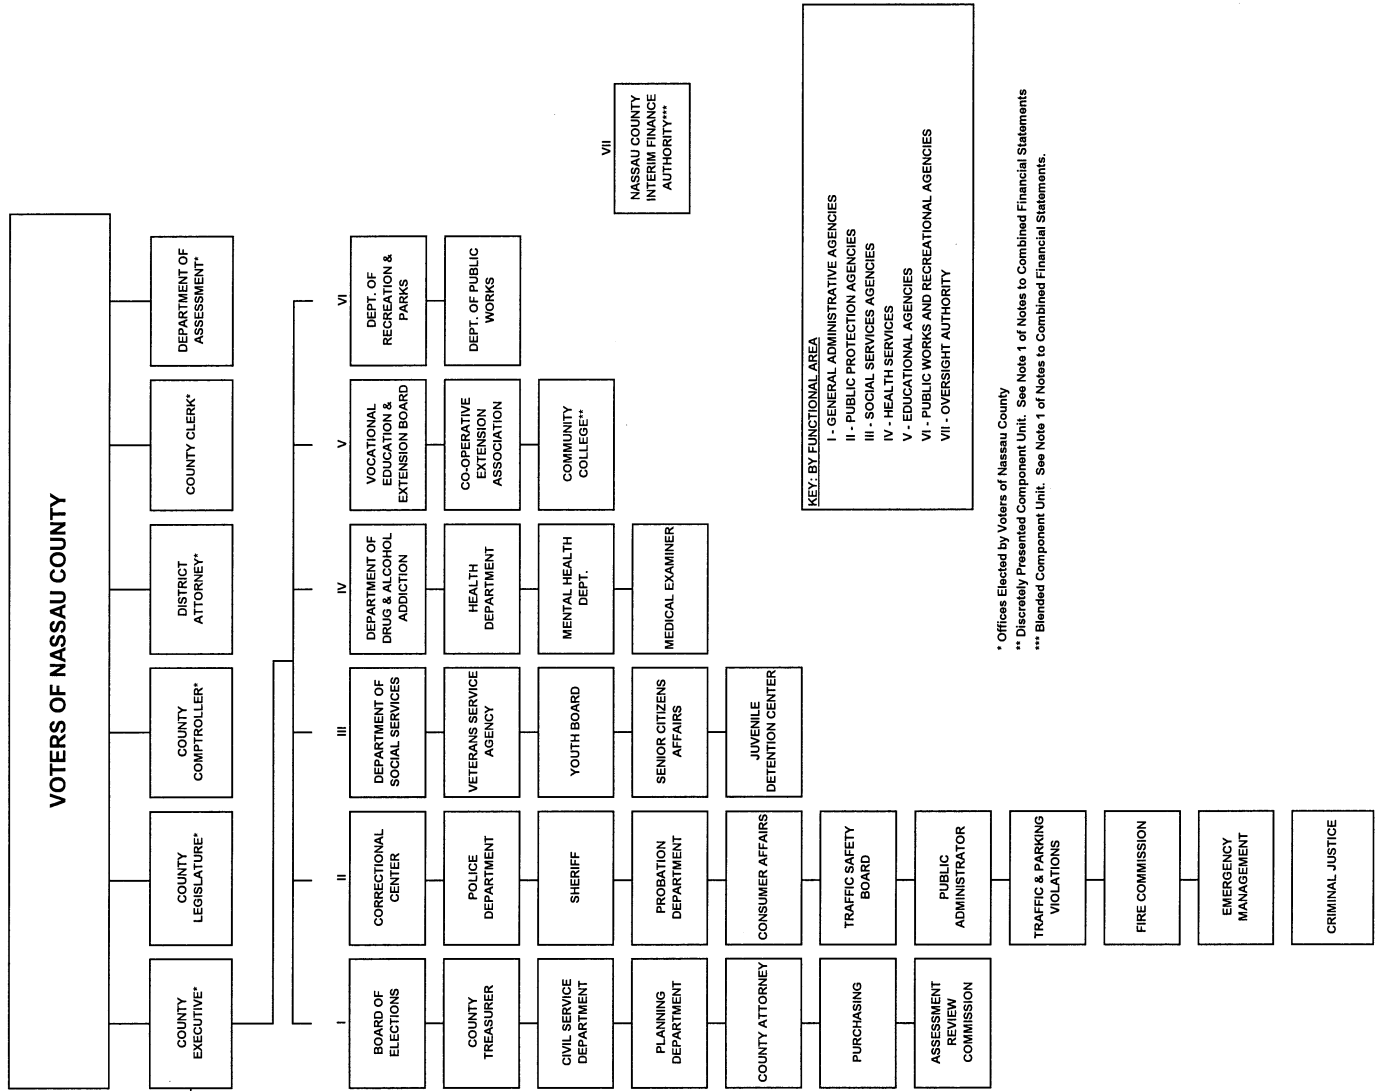 VOTERS OF NASSAU COUNTY
COUNTY
EXECUTIVE*
COUNTY
LEGISLATURE*
COUNTY
COMPTROLLER*
DISTRICT
ATTORNEY*
COUNTY CLERK*
DEPARTMENT OF
ASSESSMENT*
I
BOARD OF
ELECTIONS
COUNTY
TREASURER
CIVIL SERVICE
DEPARTMENT
PLANNING
DEPARTMENT
COUNTY ATTORNEY
PURCHASING
ASSESSMENT
REVIEW
COMMISSION
II
CORRECTIONAL
CENTER
POLICE
DEPARTMENT
SHERIFF
PROBATION
DEPARTMENT
CONSUMER AFFAIRS
TRAFFIC SAFETY
BOARD
PUBLIC
ADMINISTRATOR
TRAFFIC & PARKING
VIOLATIONS
FIRE COMMISSION
EMERGENCY
MANAGEMENT
CRIMINAL JUSTICE
III
DEPARTMENT OF
SOCIAL SERVICES
VETERANS SERVICE
AGENCY
YOUTH BOARD
SENIOR CITIZENS
AFFAIRS
JUVENILE
DETENTION CENTER
IV
DEPARTMENT OF
DRUG & ALCOHOL
ADDICTION
HEALTH
DEPARTMENT
MENTAL HEALTH
DEPT.
MEDICAL EXAMINER
V
VOCATIONAL
EDUCATION &
EXTENSION BOARD
CO-OPERATIVE
EXTENSION
ASSOCIATION
COMMUNITY
COLLEGE**
VI
DEPT. OF
RECREATION &
PARKS
DEPT. OF PUBLIC
WORKS
VII
NASSAU COUNTY
INTERIM FINANCE
AUTHORITY***
KEY: BY FUNCTIONAL AREA
I - GENERAL ADMINISTRATIVE AGENCIES
II - PUBLIC PROTECTION AGENCIES
III - SOCIAL SERVICES AGENCIES
IV - HEALTH SERVICES
V - EDUCATIONAL AGENCIES
VI - PUBLIC WORKS AND RECREATIONAL AGENCIES
VII - OVERSIGHT AUTHORITY
* Offices Elected by Voters of Nassau County
** Discretely Presented Component Unit. See Note 1 of Notes to Combined Financial Statements
*** Blended Component Unit. See Note 1 of Notes to Combined Financial Statements.